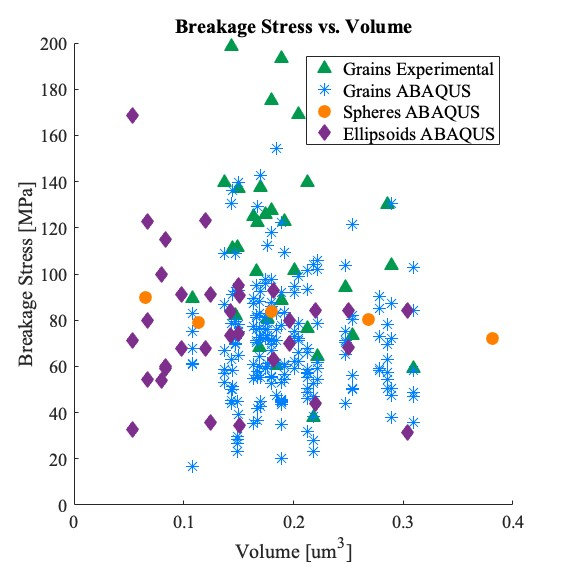 Breakage Stress vs. Volume
Grains Experimental
Grains ABAQUS
Spheres ABAQUS
Ellipsoids ABAQUS
Breakage Stress [MPa]
200
180
160
140
120
100
80
60
40
20
0
0
0.1
0.2
0.3
0.4
Volume [um³]